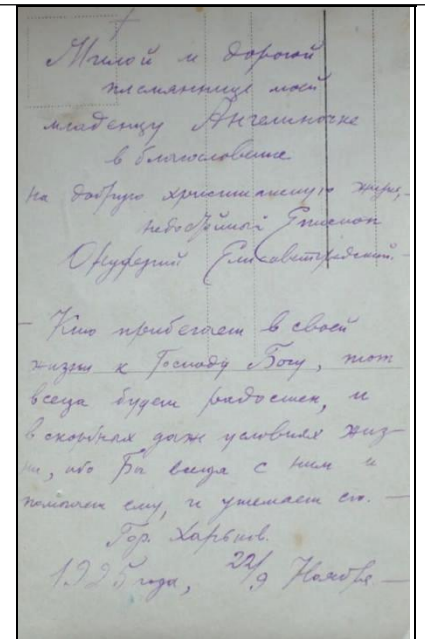 Милой и дорогой
племяннице моей
младенцу Ангелиночке
в благословение
на добрую христианскую жизнь,
недостойный Епископ
Онуфрий Елисаветградский.
Кто прибегает в своей
жизни к Господу Богу, тот
всегда будет радостен, и
в скорбных даже условиях жиз-
ни, ибо Бог всегда с ним и
помогает ему, и утешает его.
Гор. Харьков.
1925 года, 22/9 Ноября